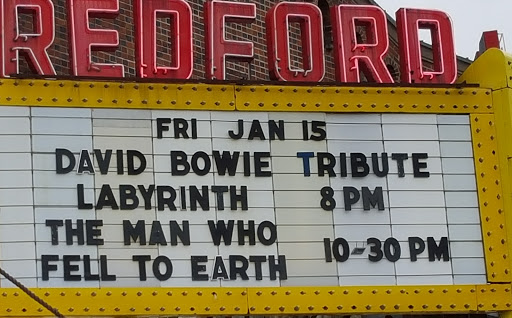 REDFORD
FRI JAN 15
DAVID BOWIE TRIBUTE
LABYRINTH 8 PM
THE MAN WHO
FELL TO EARTH 10-30 PM